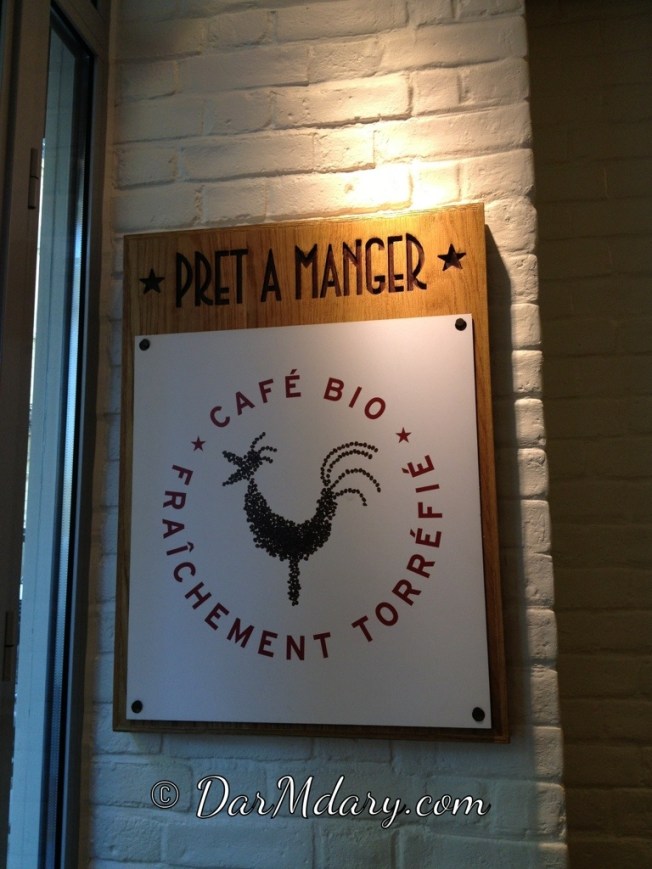 ★ PRET A MANGER ★
CAFÉ BIO
★ ★
FRAÎCHEMENT TORRÉFIÉ
© DarMdary.com